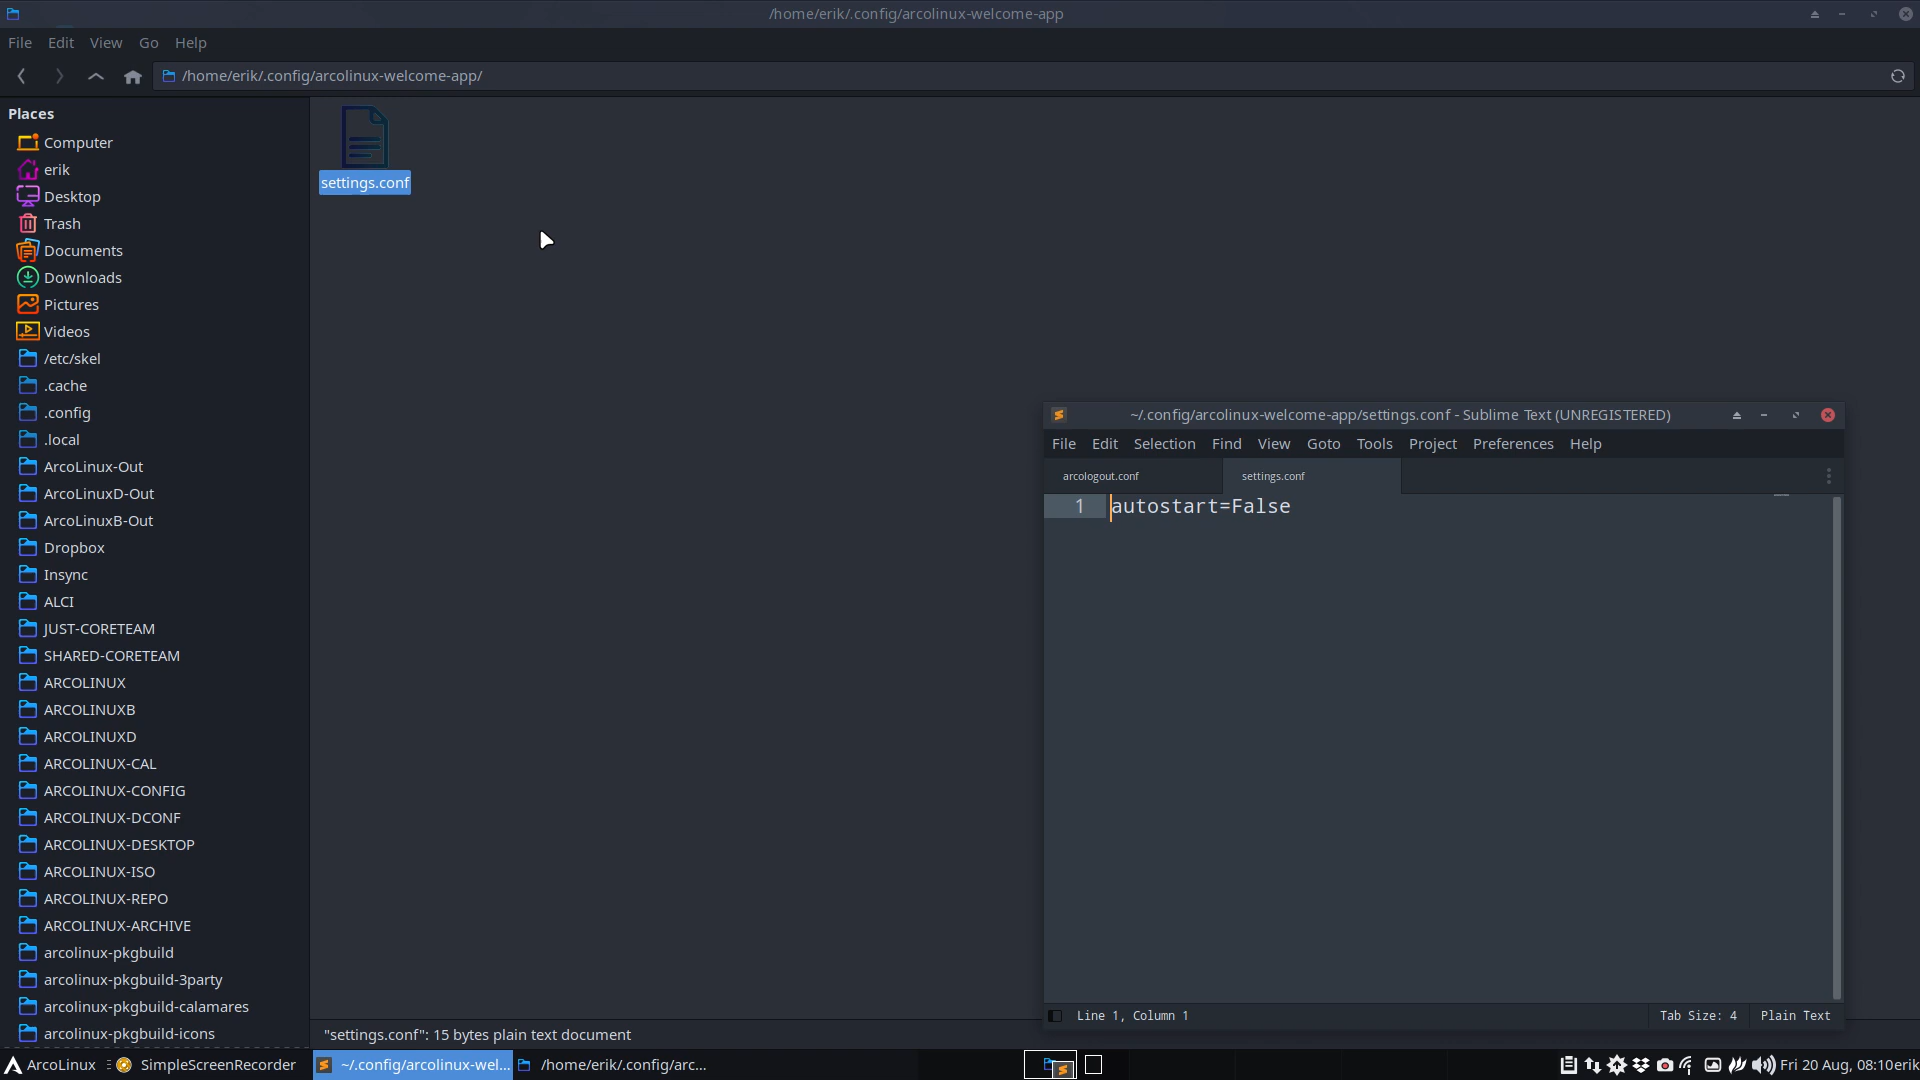 /home/erik/.config/arcolinux-welcome-app
File Edit View Go Help
/home/erik/.config/arcolinux-welcome-app/
Places
Computer
erik
Desktop
Trash
Documents
Downloads
Pictures
Videos
/etc/skel
.cache
.config
.local
ArcoLinux-Out
ArcoLinuxD-Out
ArcoLinuxB-Out
Dropbox
Insync
ALCI
JUST-CORETEAM
SHARED-CORETEAM
ARCOLINUX
ARCOLINUXB
ARCOLINUXD
ARCOLINUX-CAL
ARCOLINUX-CONFIG
ARCOLINUX-DCONF
ARCOLINUX-DESKTOP
ARCOLINUX-ISO
ARCOLINUX-REPO
ARCOLINUX-ARCHIVE
arcolinux-pkgbuild
arcolinux-pkgbuild-3party
arcolinux-pkgbuild-calamares
arcolinux-pkgbuild-icons
settings.conf
~/.config/arcolinux-welcome-app/settings.conf - Sublime Text (UNREGISTERED)
File Edit Selection Find View Goto Tools Project Preferences Help
arcologout.conf settings.conf
1 autostart=False
Line 1, Column 1 Tab Size: 4 Plain Text
"settings.conf": 15 bytes plain text document
ArcoLinux SimpleScreenRecorder ~/.config/arcolinux-wel... /home/erik/.config/arc... Fri 20 Aug, 08:10 erik